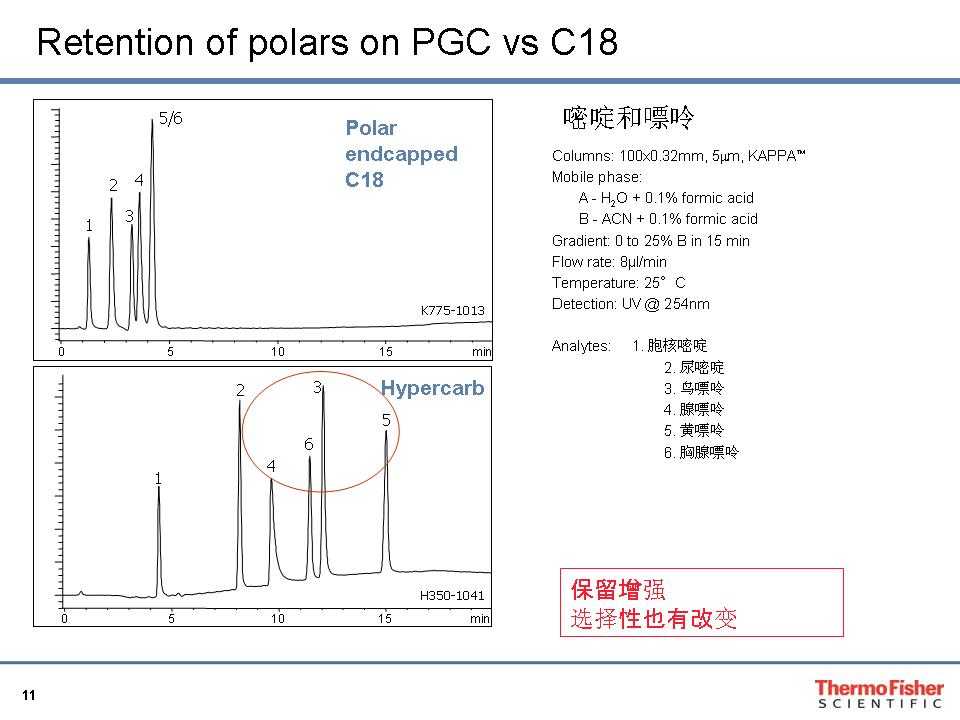 Retention of polars on PGC vs C18
5/6
Polar
endcapped
C18
2
4
3
1
K775-1013
0 5 10 15 min
Hypercarb
2
3
5
6
4
1
H350-1041
0 5 10 15 min
嘧啶和嘌呤
Columns: 100x0.32mm, 5µm, KAPPA™
Mobile phase:
A - H₂O + 0.1% formic acid
B - ACN + 0.1% formic acid
Gradient: 0 to 25% B in 15 min
Flow rate: 8µl/min
Temperature: 25°C
Detection: UV @ 254nm
Analytes: 1. 胞核嘧啶
2. 尿嘧啶
3. 鸟嘌呤
4. 腺嘌呤
5. 黄嘌呤
6. 胸腺嘌呤
保留增强
选择性也有改变
11
ThermoFisher
SCIENTIFIC